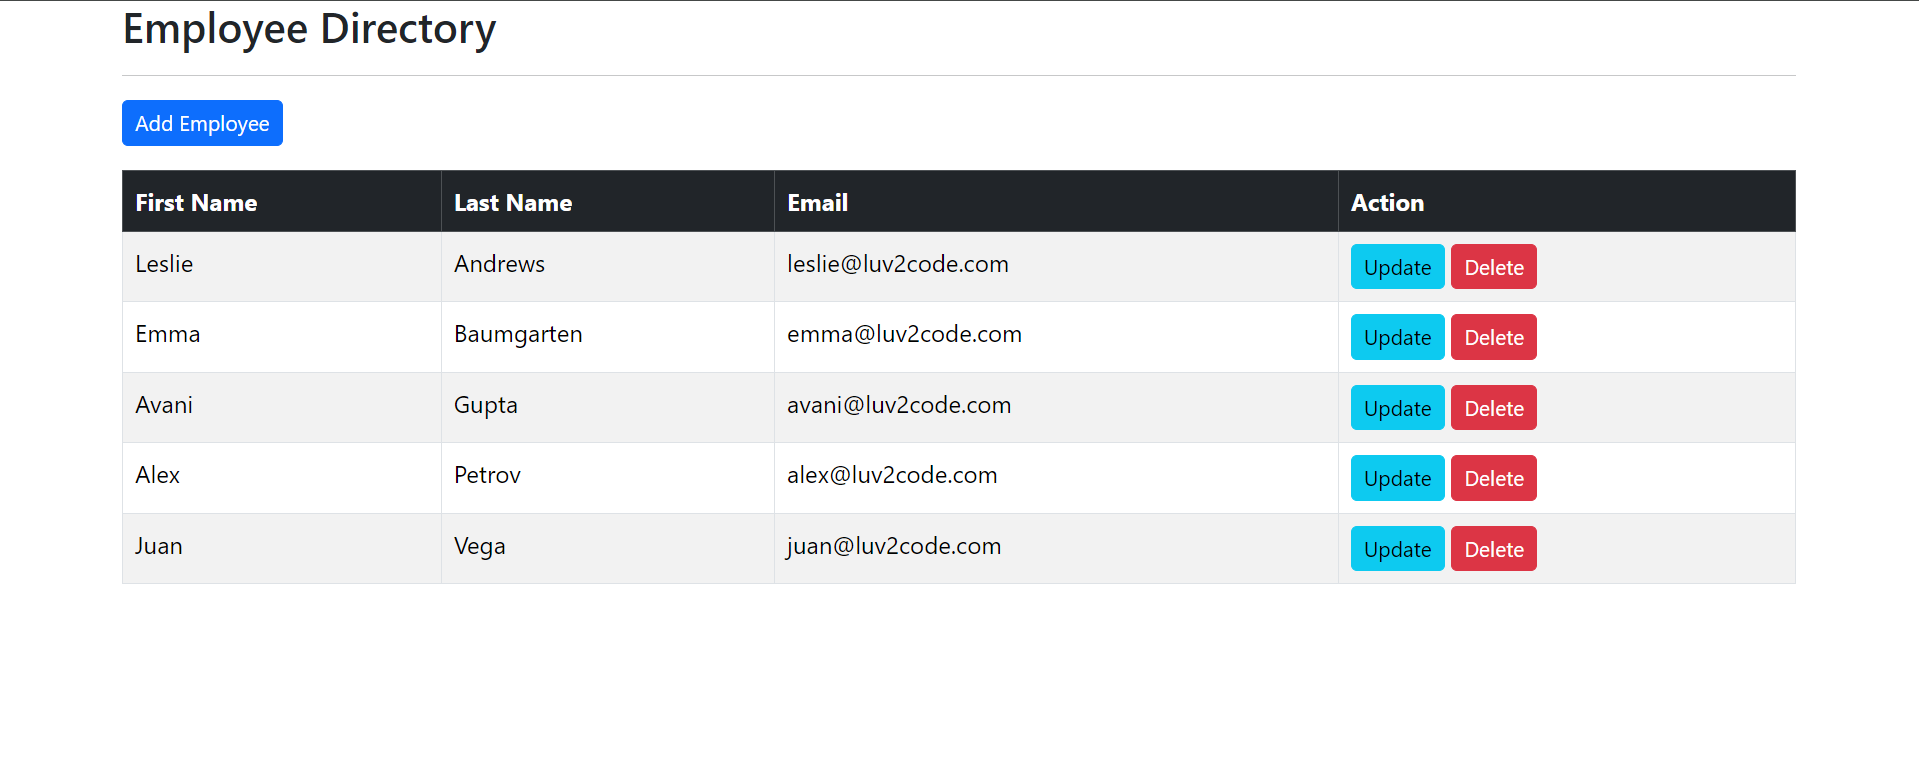 Employee Directory
Add Employee
First Name Last Name Email Action
Leslie Andrews leslie@luv2code.com Update Delete
Emma Baumgarten emma@luv2code.com Update Delete
Avani Gupta avani@luv2code.com Update Delete
Alex Petrov alex@luv2code.com Update Delete
Juan Vega juan@luv2code.com Update Delete